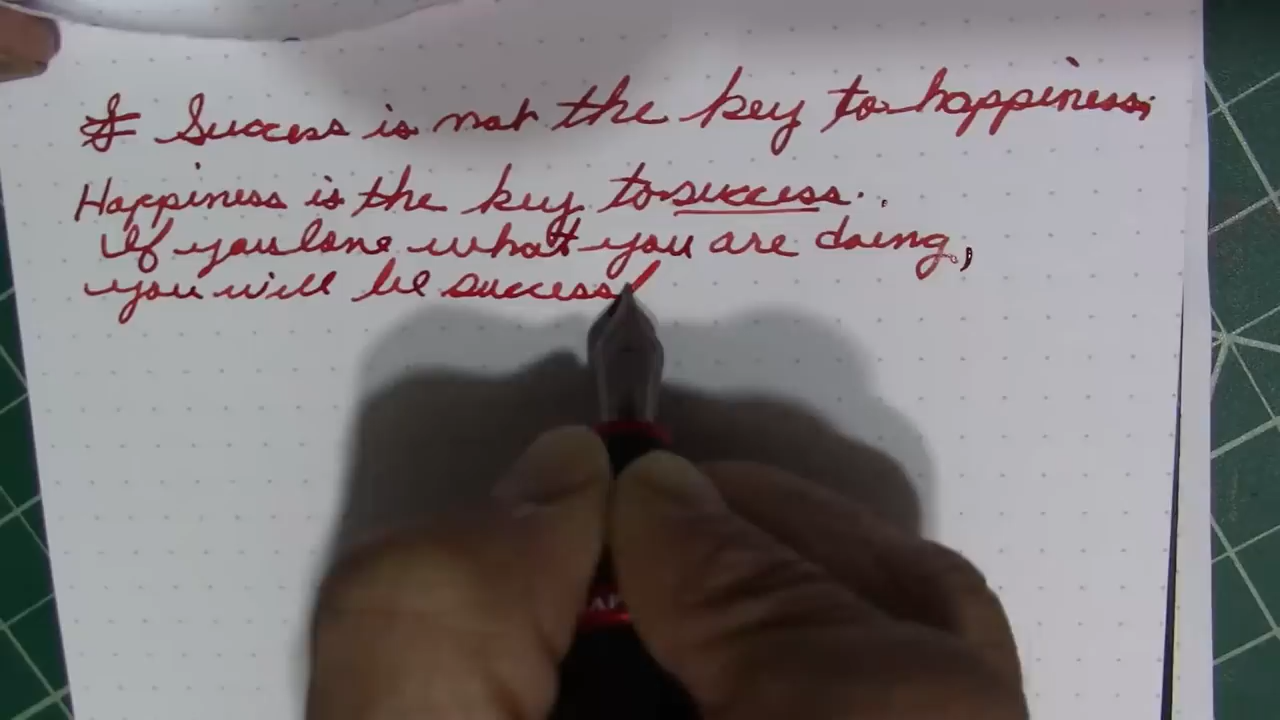 # Success is not the key to happiness;
Happiness is the key to success.
If you love what you are doing,
you will be success